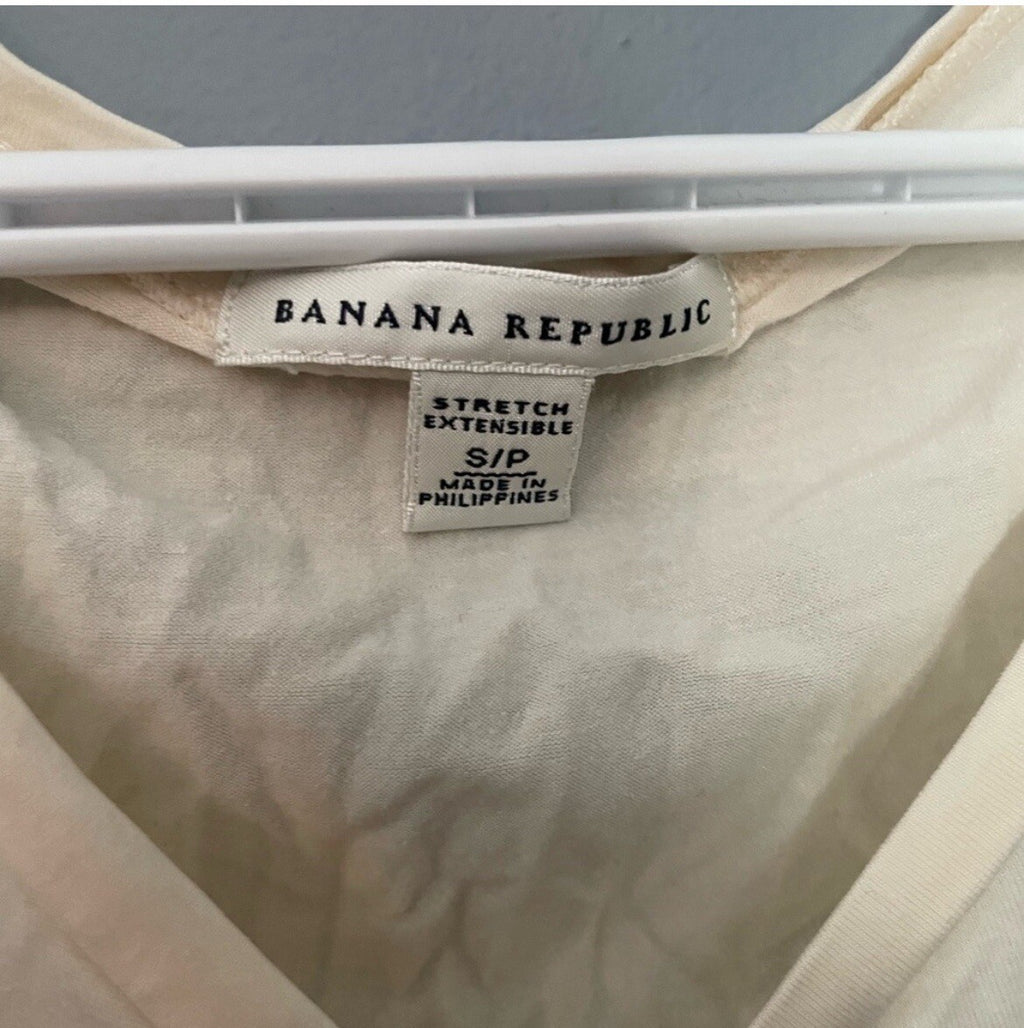 BANANA REPUBLIC
STRETCH
EXTENSIBLE
S/P
MADE IN
PHILIPPINES